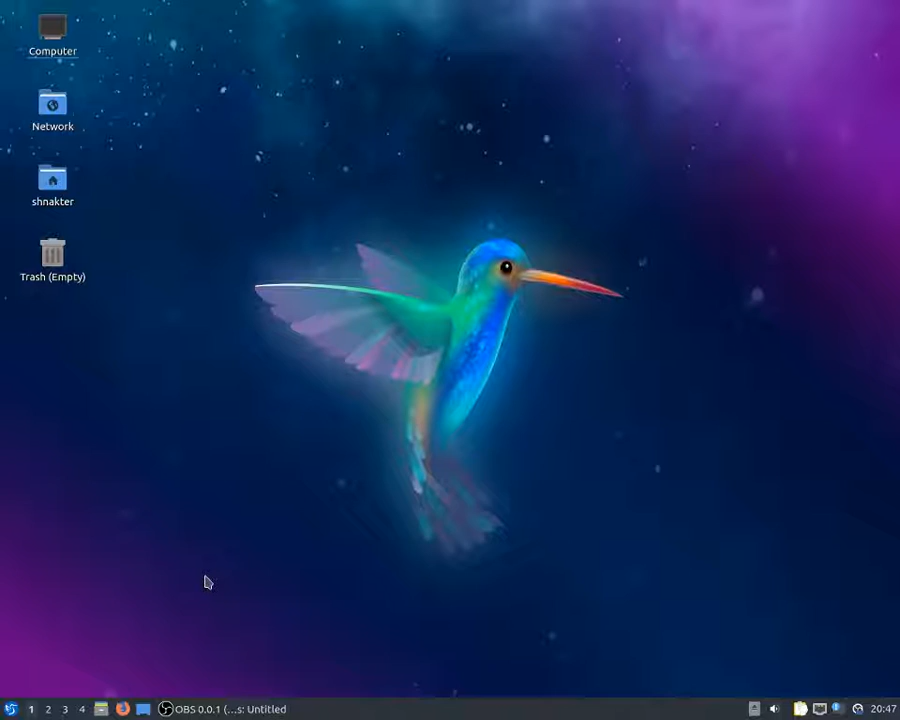 Computer
Network
shnakter
Trash (Empty)
1 2 3 4 OBS 0.0.1 (...s: Untitled 20:47